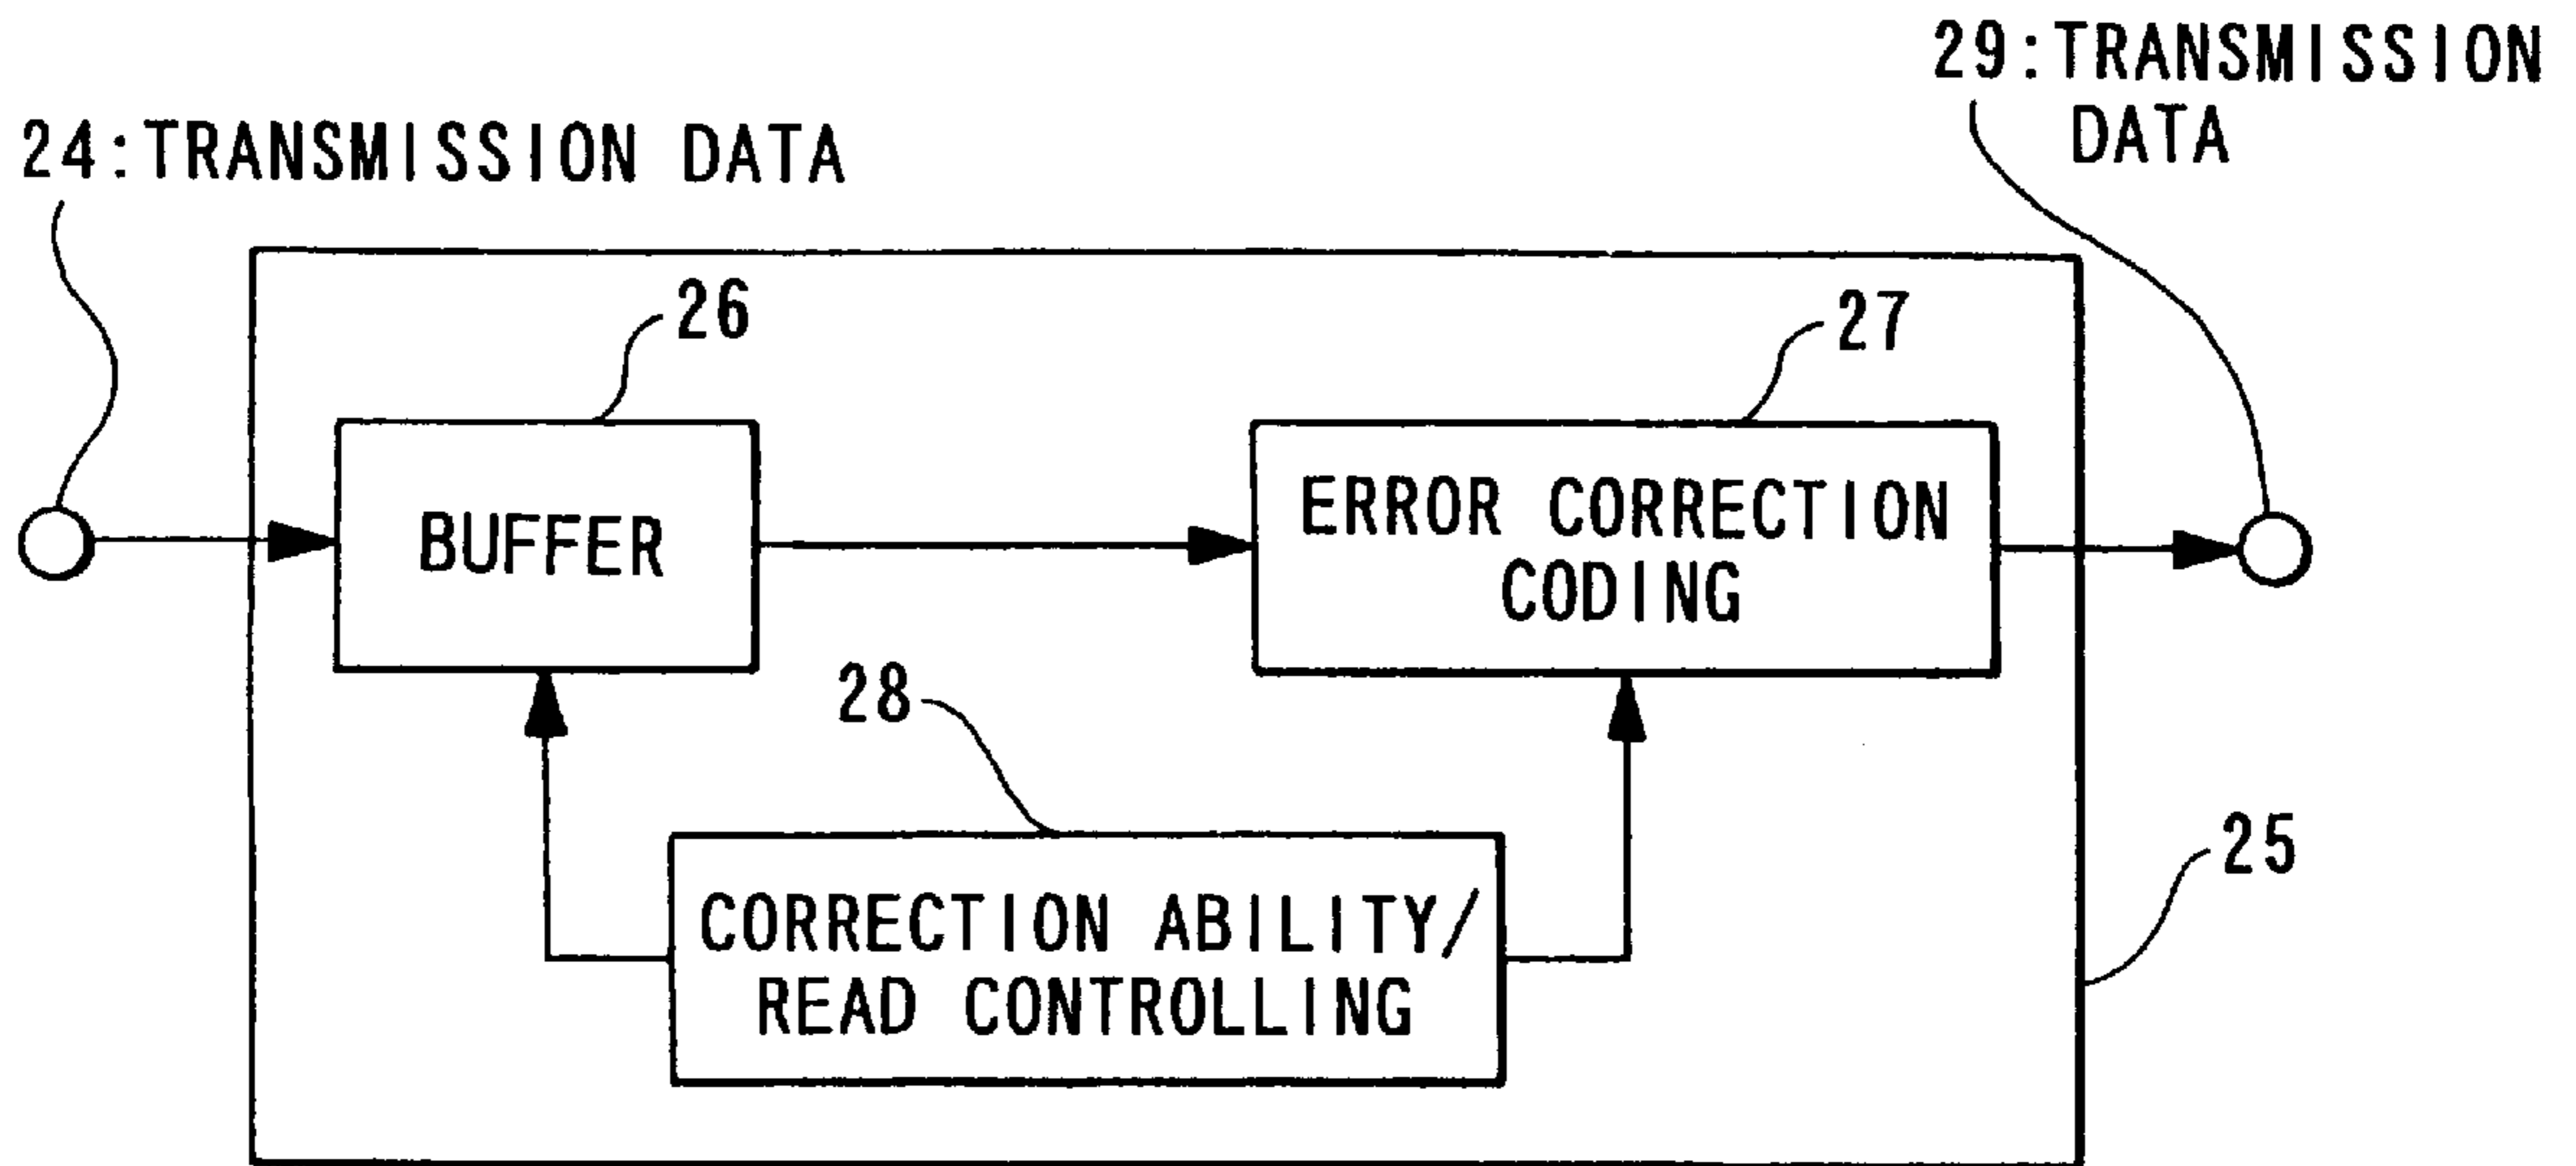 29:TRANSMISSION
DATA
24:TRANSMISSION DATA
26
27
BUFFER
ERROR CORRECTION
CODING
28
25
CORRECTION ABILITY/
READ CONTROLLING